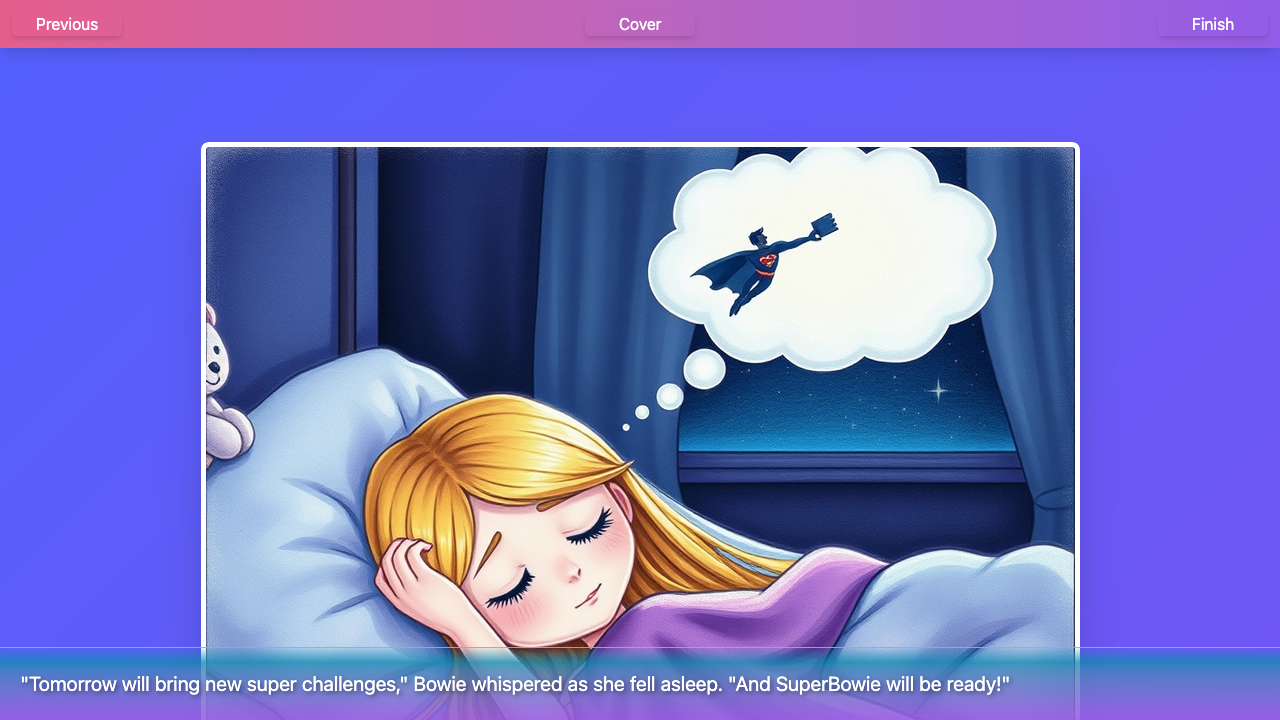 Previous
Cover
Finish
"Tomorrow will bring new super challenges," Bowie whispered as she fell asleep. "And SuperBowie will be ready!"